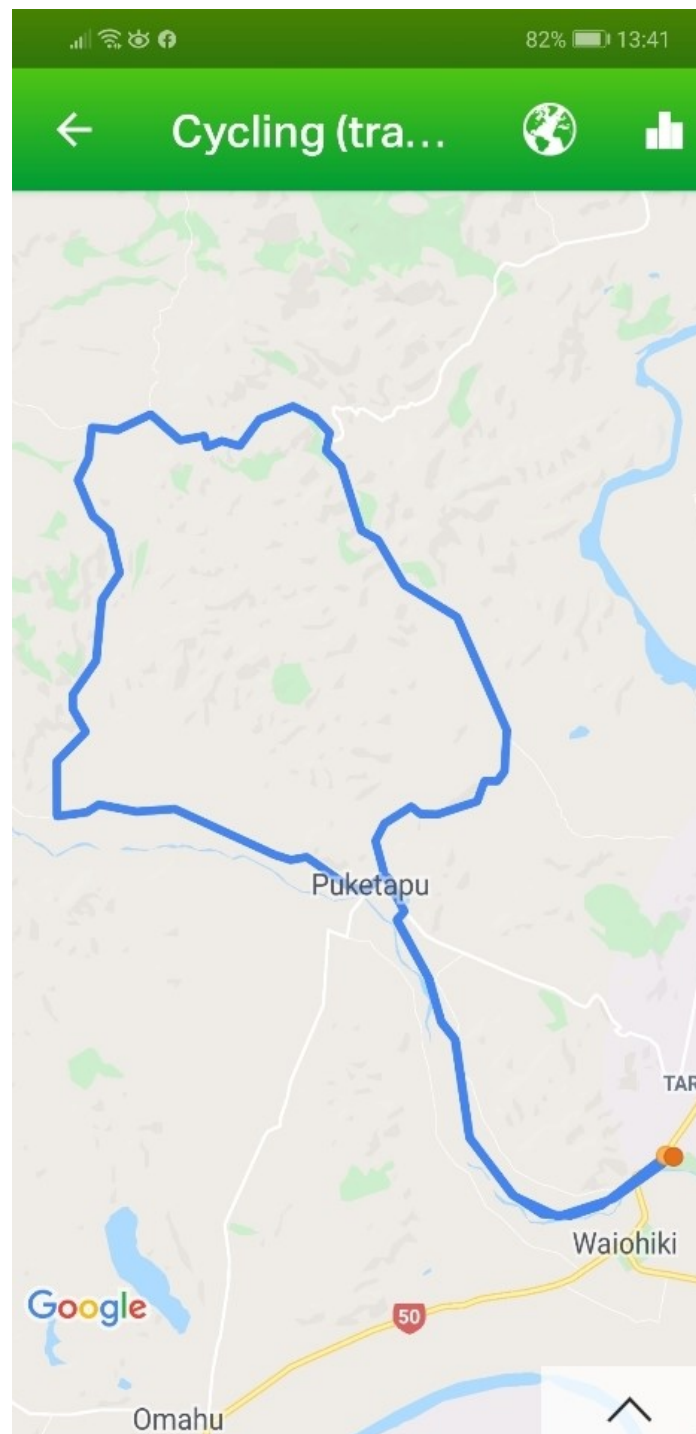 82% 13:41
Cycling (tra...
Puketapu
TAR
Waiohiki
Google
50
Omahu